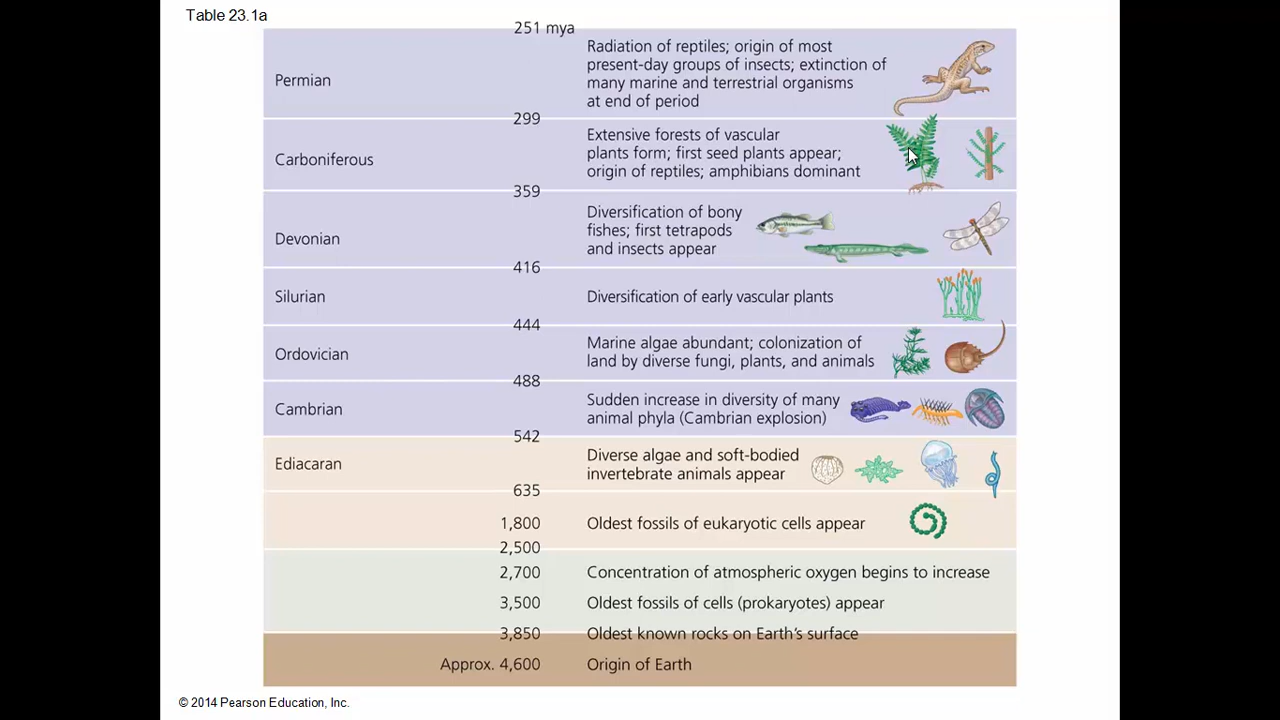 Table 23.1a
251 mya
Permian
Radiation of reptiles; origin of most
present-day groups of insects; extinction of
many marine and terrestrial organisms
at end of period
299
Carboniferous
Extensive forests of vascular
plants form; first seed plants appear;
origin of reptiles; amphibians dominant
359
Devonian
Diversification of bony
fishes; first tetrapods
and insects appear
416
Silurian
Diversification of early vascular plants
444
Ordovician
Marine algae abundant; colonization of
land by diverse fungi, plants, and animals
488
Cambrian
Sudden increase in diversity of many
animal phyla (Cambrian explosion)
542
Ediacaran
Diverse algae and soft-bodied
invertebrate animals appear
635
1,800 Oldest fossils of eukaryotic cells appear
2,500
2,700 Concentration of atmospheric oxygen begins to increase
3,500 Oldest fossils of cells (prokaryotes) appear
3,850 Oldest known rocks on Earth's surface
Approx. 4,600 Origin of Earth
© 2014 Pearson Education, Inc.